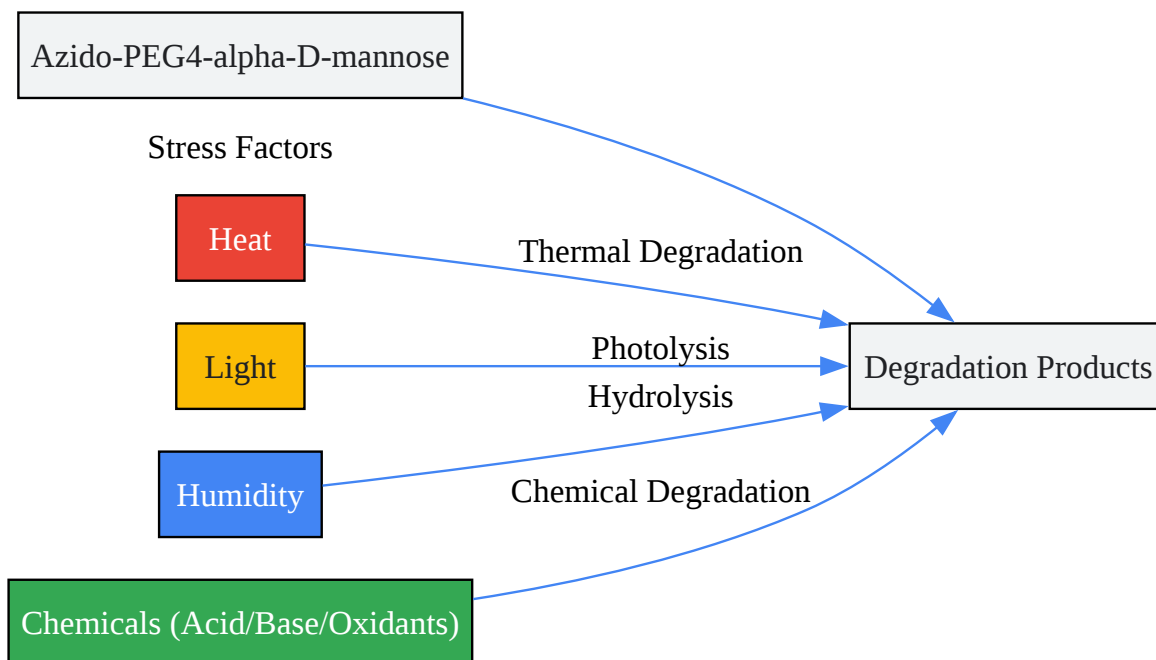 Azido-PEG4-alpha-D-mannose
Stress Factors
Heat
Thermal Degradation
Light
Photolysis
Degradation Products
Hydrolysis
Humidity
Chemical Degradation
Chemicals (Acid/Base/Oxidants)